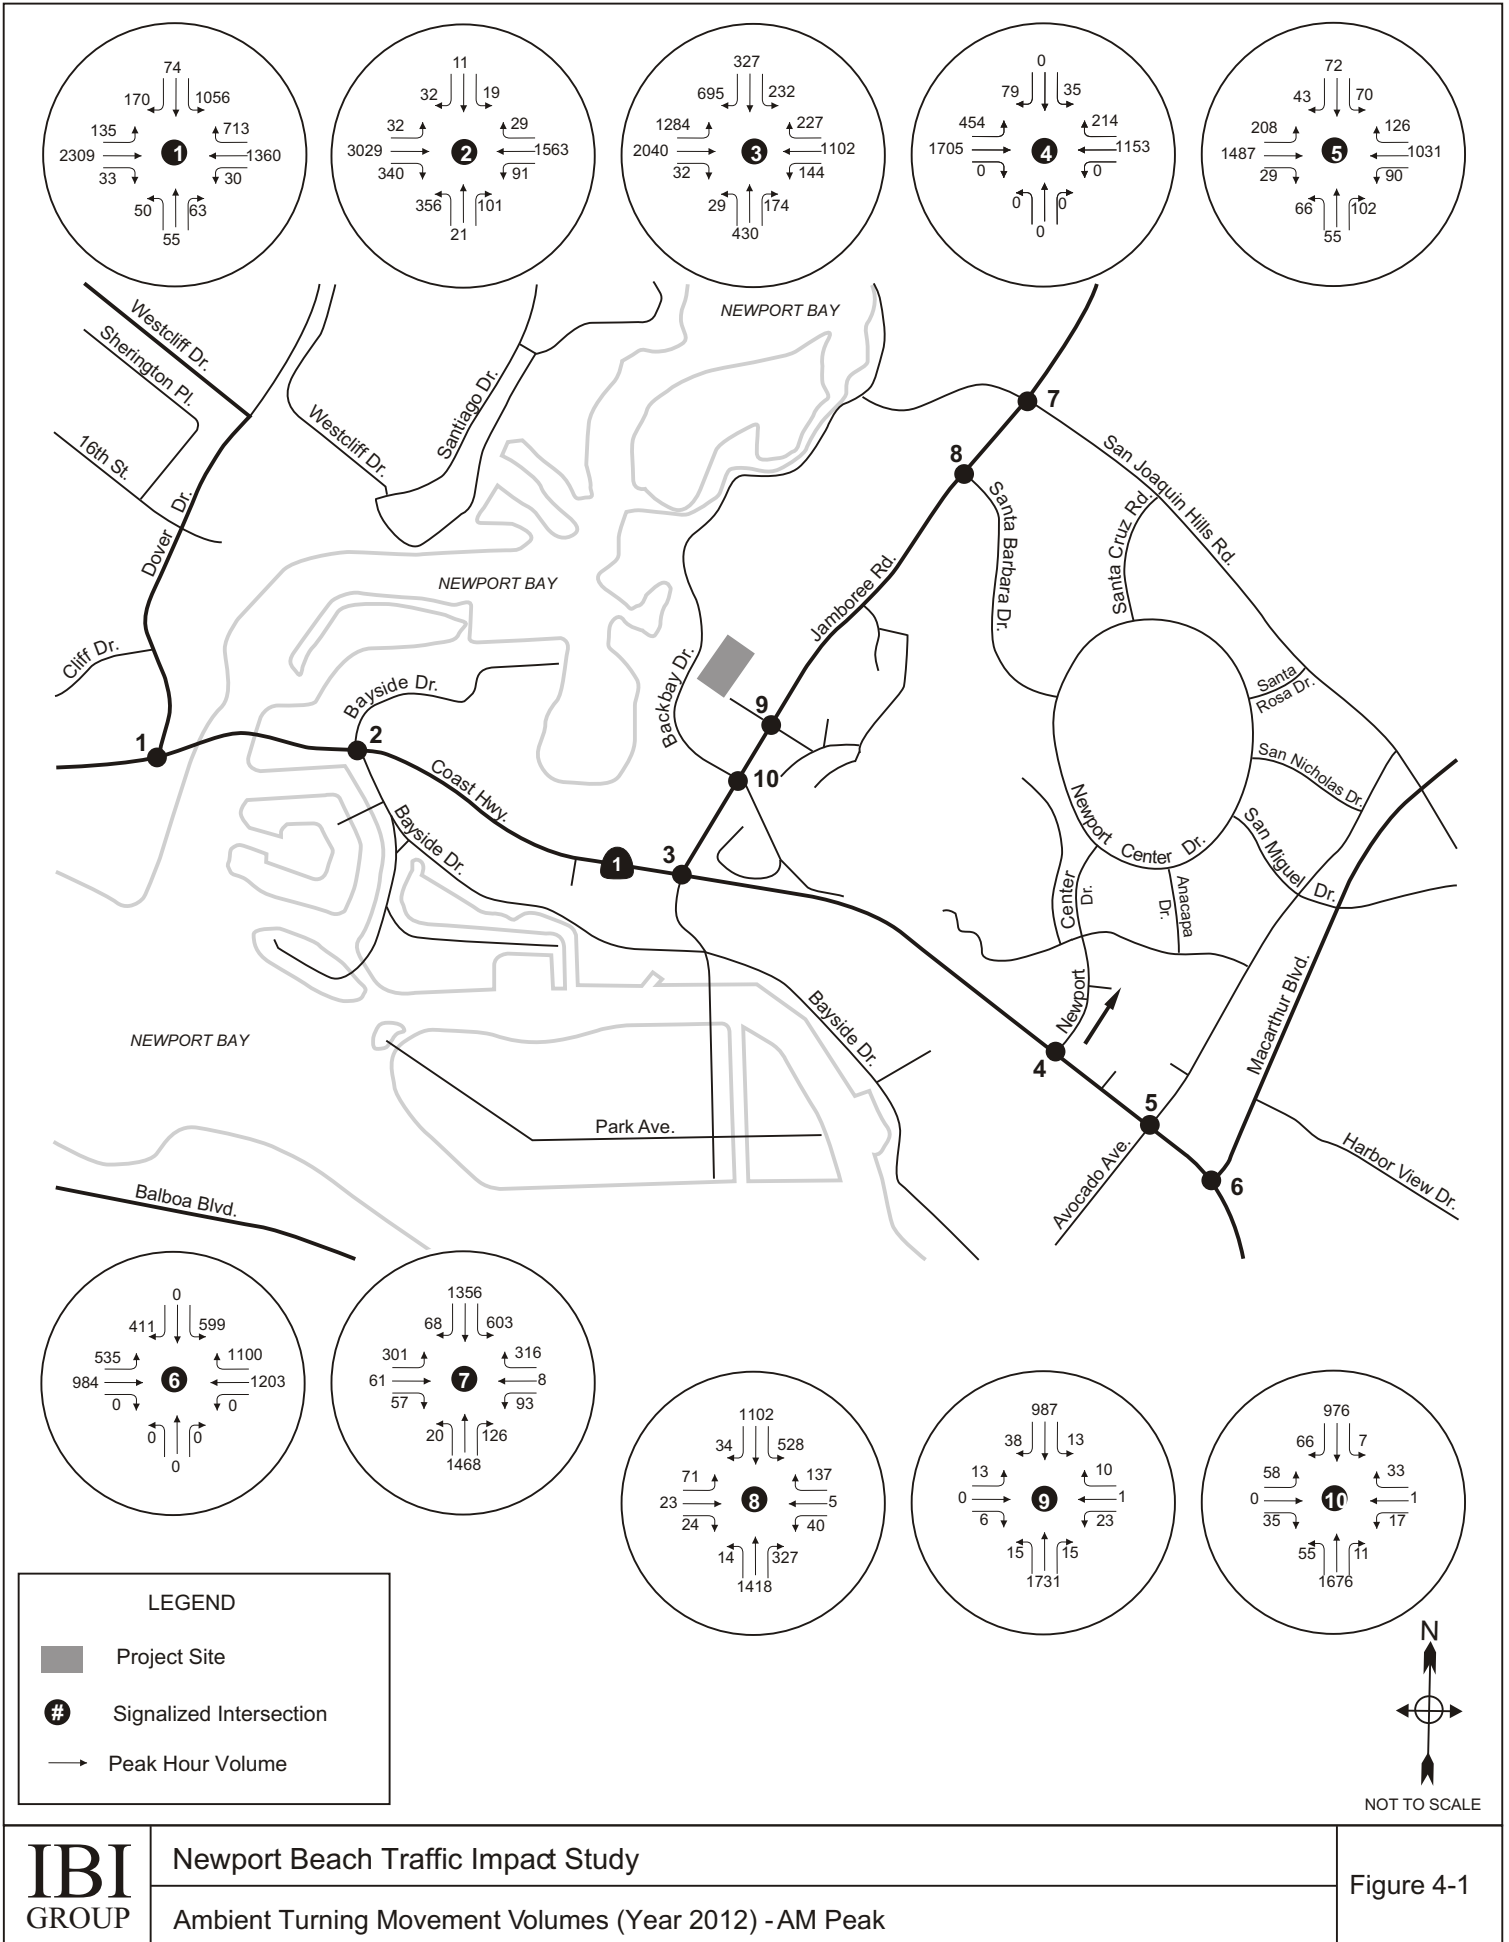 74
170 1056
135 713
2309 1 1360
33 30
50 63
55
11
32 19
32 29
3029 2 1563
340 91
356 101
21
327
695 232
1284 227
2040 3 1102
32 144
29 174
430
0
79 35
454 214
1705 4 1153
0 0
0 0
0
72
43 70
208 126
1487 5 1031
29 90
66 102
55
NEWPORT BAY
Westcliff Dr.
Sherington Pl.
16th St.
Dover Dr.
Cliff Dr.
Westcliff Dr.
Santiago Dr.
NEWPORT BAY
7
8
San Joaquin Hills Rd.
Santa Cruz Rd.
Santa Barbara Dr.
Jamboree Rd.
Backbay Dr.
Bayside Dr.
Santa
Rosa Dr.
1
2
9
10
Coast Hwy.
San Nicholas Dr.
San Miguel Dr.
Newport Center Dr.
Bayside Dr.
1
3
Center
Dr.
Anacapa
Dr.
Newport
Macarthur Blvd.
NEWPORT BAY
Bayside Dr.
4
5
6
Park Ave.
Avocado Ave.
Harbor View Dr.
Balboa Blvd.
0
411 599
535 1100
984 6 1203
0 0
0 0
0
1356
68 603
301 316
61 7 8
57 93
20 126
1468
1102
34 528
71 137
23 8 5
24 40
14 327
1418
987
38 13
13 10
0 9 1
6 23
15 15
1731
976
66 7
58 33
0 10 1
35 17
55 11
1676
LEGEND
Project Site
# Signalized Intersection
Peak Hour Volume
N
NOT TO SCALE
IBI
GROUP
Newport Beach Traffic Impact Study
Ambient Turning Movement Volumes (Year 2012) - AM Peak
Figure 4-1